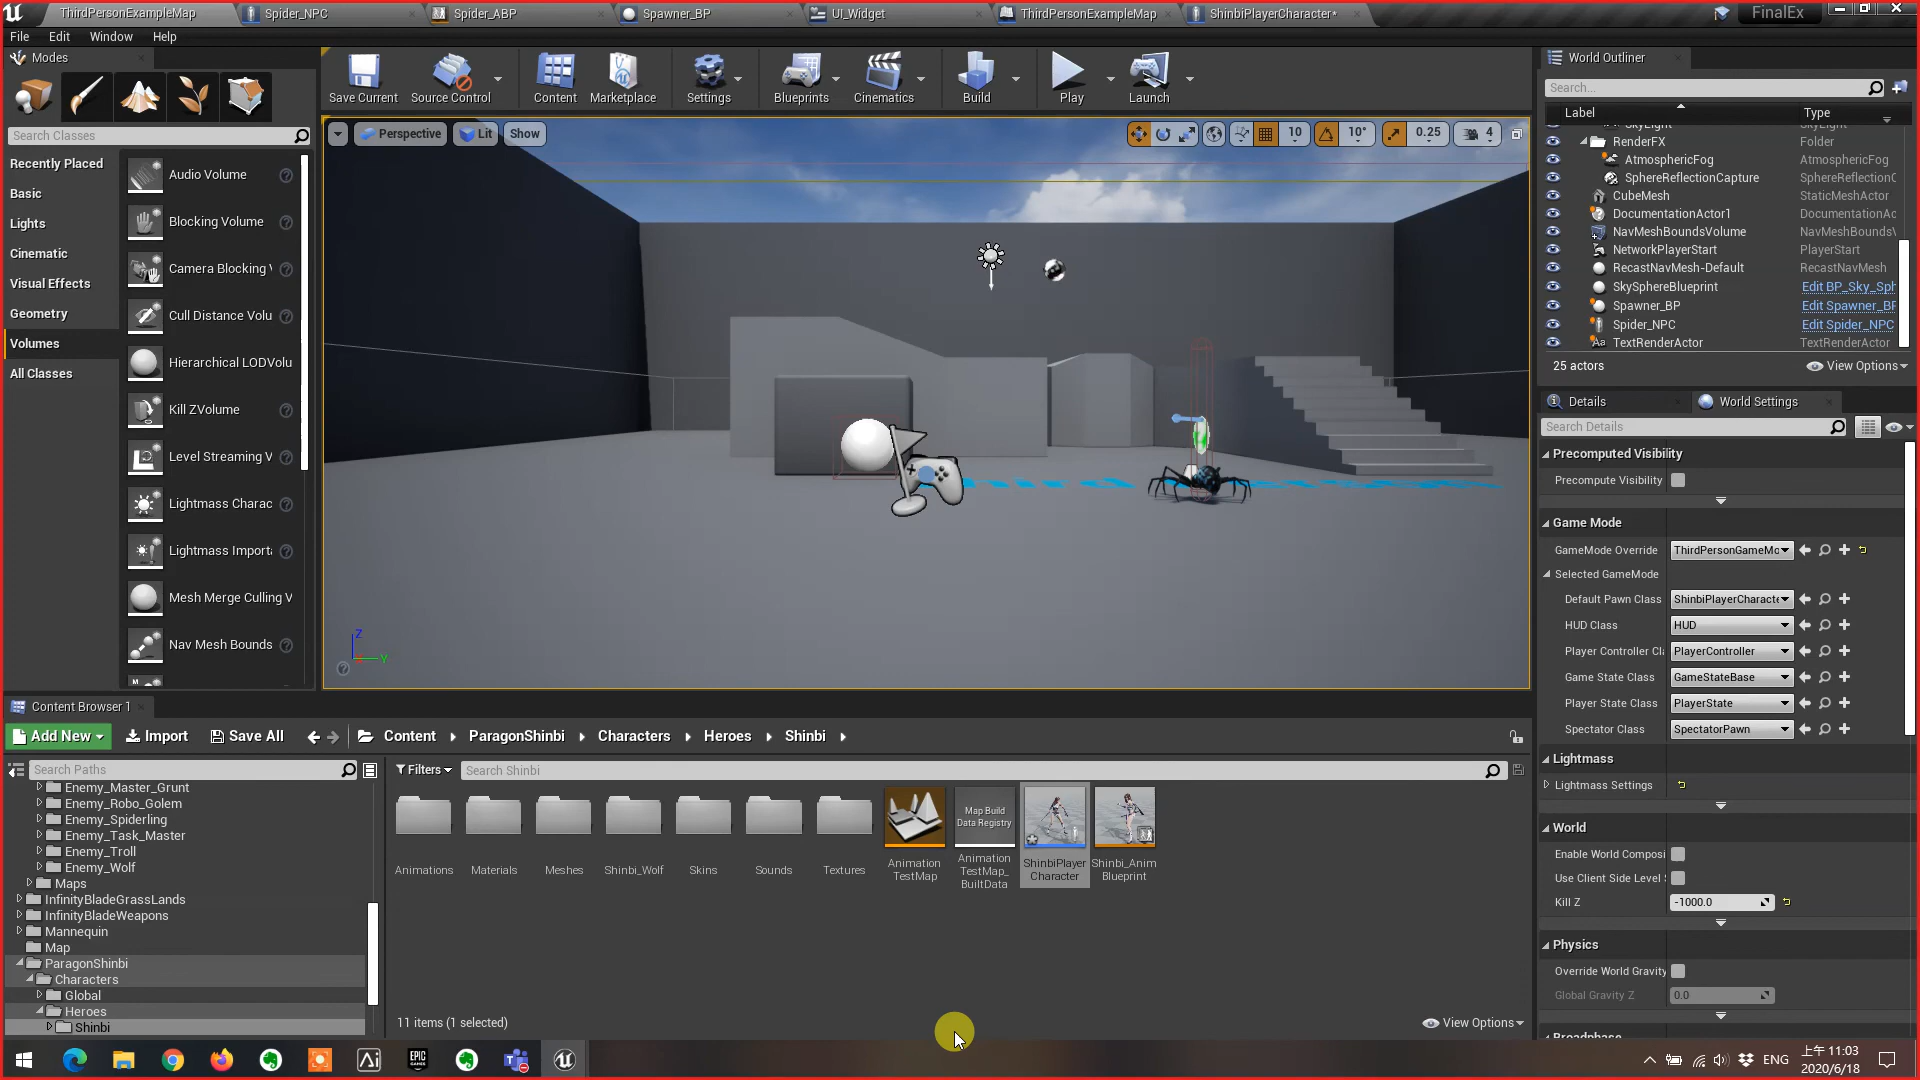 ThirdPersonExampleMap
Spider_NPC
Spider_ABP
Spawner_BP
UI_Widget
ThirdPersonExampleMap
ShinbiPlayerCharacter*
FinalEx
File
Edit
Window
Help
Modes
Search Classes
Recently Placed
Basic
Lights
Cinematic
Visual Effects
Geometry
Volumes
All Classes
Audio Volume
Blocking Volume
Camera Blocking V
Cull Distance Volu
Hierarchical LODVolu
Kill ZVolume
Level Streaming V
Lightmass Charac
Lightmass Importa
Mesh Merge Culling V
Nav Mesh Bounds
Save Current
Source Control
Content
Marketplace
Settings
Blueprints
Cinematics
Build
Play
Launch
Perspective
Lit
Show
10
10°
0.25
4
Z
Y
World Outliner
Search...
Label
Type
SkyLight
SkyLight
RenderFX
Folder
AtmosphericFog
AtmosphericFog
SphereReflectionCapture
SphereReflectionC
CubeMesh
StaticMeshActor
DocumentationActor1
DocumentationAc
NavMeshBoundsVolume
NavMeshBoundsV
NetworkPlayerStart
PlayerStart
RecastNavMesh-Default
RecastNavMesh
SkySphereBlueprint
Edit BP_Sky_Sph
Spawner_BP
Edit Spawner_BP
Spider_NPC
Edit Spider_NPC
TextRenderActor
TextRenderActor
25 actors
View Options
Details
World Settings
Search Details
Precomputed Visibility
Precompute Visibility
Game Mode
GameMode Override
ThirdPersonGameMo
Selected GameMode
Default Pawn Class
ShinbiPlayerCharacte
HUD Class
HUD
Player Controller Cla
PlayerController
Game State Class
GameStateBase
Player State Class
PlayerState
Spectator Class
SpectatorPawn
Lightmass
Lightmass Settings
World
Enable World Composi
Use Client Side Level S
Kill Z
-1000.0
Physics
Override World Gravity
Global Gravity Z
0.0
Broadphase
Content Browser 1
Add New
Import
Save All
Content
ParagonShinbi
Characters
Heroes
Shinbi
Search Paths
Filters
Search Shinbi
Enemy_Master_Grunt
Enemy_Robo_Golem
Enemy_Spiderling
Enemy_Task_Master
Enemy_Troll
Enemy_Wolf
Maps
InfinityBladeGrassLands
InfinityBladeWeapons
Mannequin
Map
ParagonShinbi
Characters
Global
Heroes
Shinbi
Map Build
Data Registry
Animations
Materials
Meshes
Shinbi_Wolf
Skins
Sounds
Textures
Animation
TestMap
Animation
TestMap_
BuiltData
ShinbiPlayer
Character
Shinbi_Anim
Blueprint
11 items (1 selected)
View Options
Ai
EPIC
GAMES
ENG
上午 11:03
2020/6/18